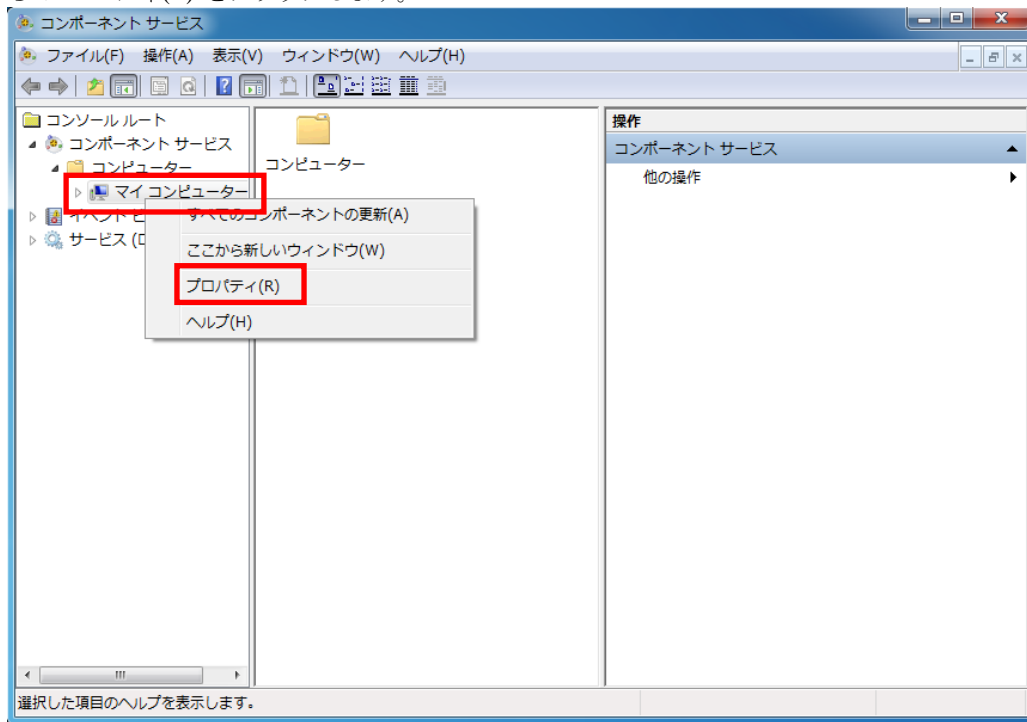 コンポーネント サービス
ファイル(F) 操作(A) 表示(V) ウィンドウ(W) ヘルプ(H)
コンソール ルート
コンポーネント サービス
コンピューター
マイ コンピューター
イベント ビ
サービス (ロ
コンピューター
すべてのコンポーネントの更新(A)
ここから新しいウィンドウ(W)
プロパティ(R)
ヘルプ(H)
操作
コンポーネント サービス
他の操作
選択した項目のヘルプを表示します。